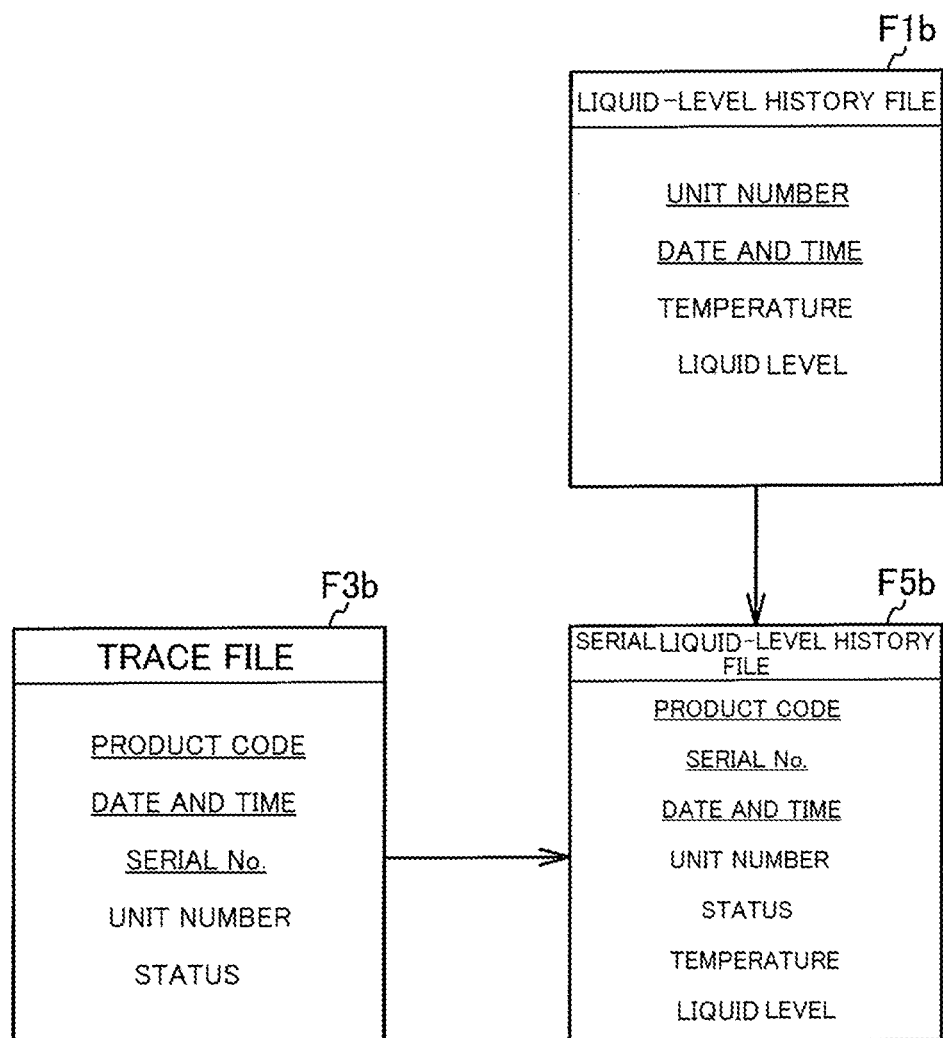 F1b
LIQUID-LEVEL HISTORY FILE
UNIT NUMBER
DATE AND TIME
TEMPERATURE
LIQUID LEVEL
F3b
TRACE FILE
PRODUCT CODE
DATE AND TIME
SERIAL No.
UNIT NUMBER
STATUS
F5b
SERIAL LIQUID-LEVEL HISTORY
FILE
PRODUCT CODE
SERIAL No.
DATE AND TIME
UNIT NUMBER
STATUS
TEMPERATURE
LIQUID LEVEL